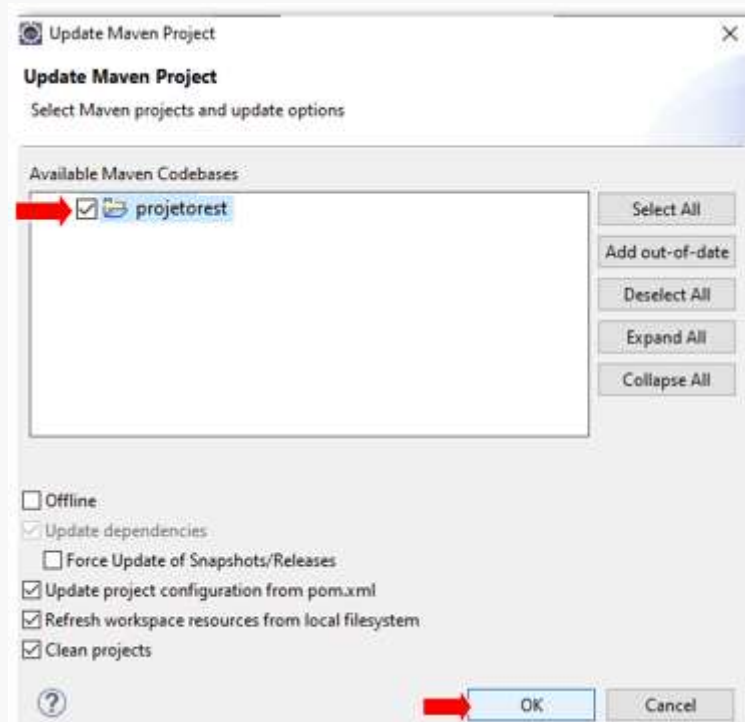 Update Maven Project
Update Maven Project
Select Maven projects and update options
Available Maven Codebases
projetorest
Select All
Add out-of-date
Deselect All
Expand All
Collapse All
Offline
Update dependencies
Force Update of Snapshots/Releases
Update project configuration from pom.xml
Refresh workspace resources from local filesystem
Clean projects
?
OK
Cancel